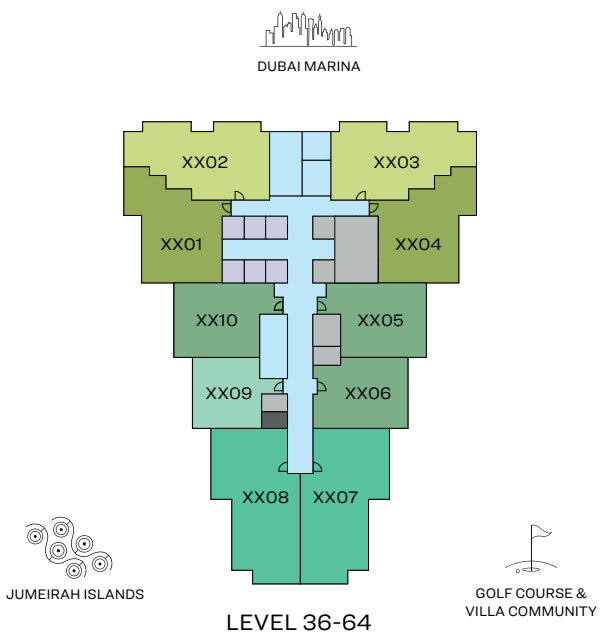 DUBAI MARINA
XX02
XX03
XX01
XX04
XX10
XX05
XX09
XX06
XX08
XX07
JUMEIRAH ISLANDS
GOLF COURSE &
VILLA COMMUNITY
LEVEL 36-64